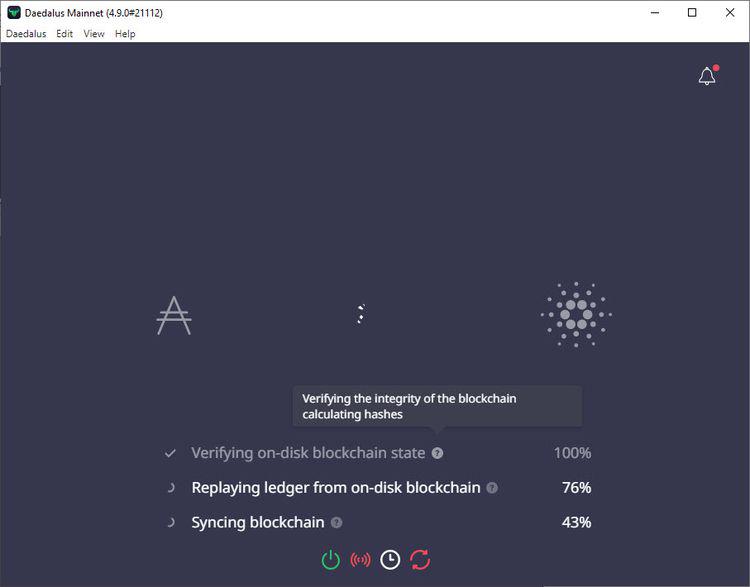 Daedalus Mainnet (4.9.0#21112)
Daedalus Edit View Help
Verifying the integrity of the blockchain
calculating hashes
Verifying on-disk blockchain state ? 100%
Replaying ledger from on-disk blockchain ? 76%
Syncing blockchain ? 43%